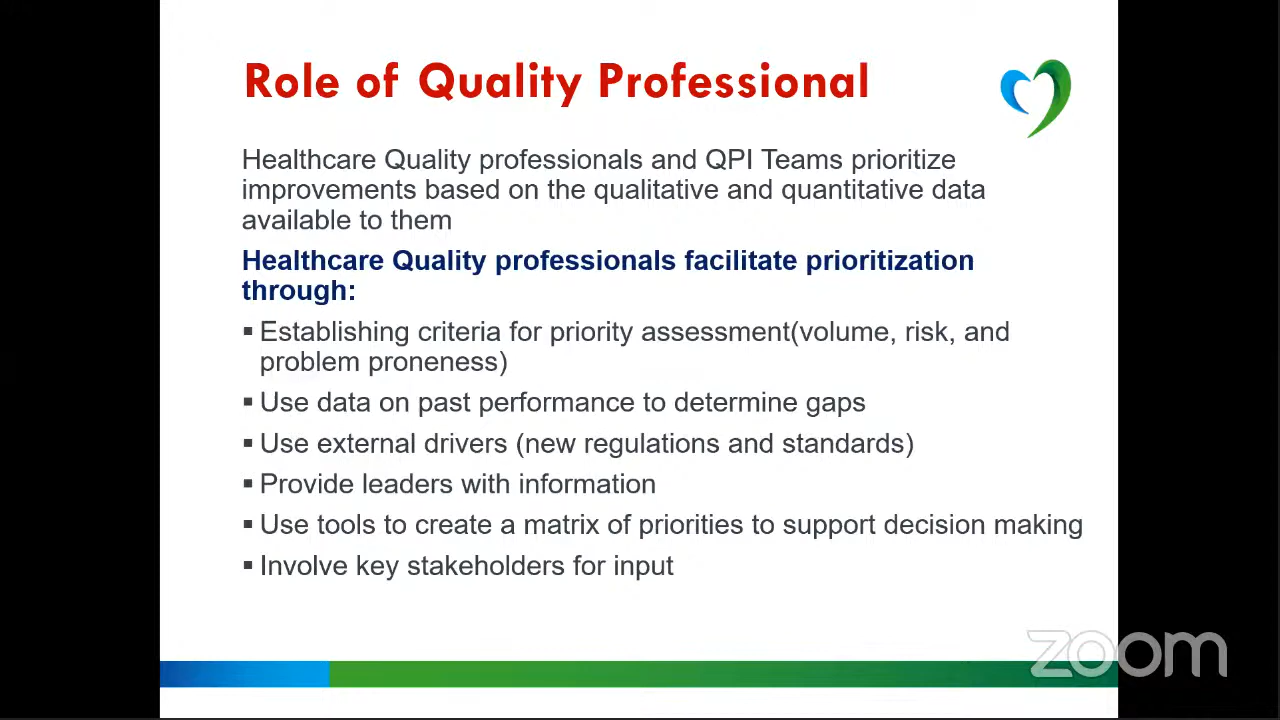 Role of Quality Professional
Healthcare Quality professionals and QPI Teams prioritize
improvements based on the qualitative and quantitative data
available to them
Healthcare Quality professionals facilitate prioritization
through:
▪ Establishing criteria for priority assessment(volume, risk, and
problem proneness)
▪ Use data on past performance to determine gaps
▪ Use external drivers (new regulations and standards)
▪ Provide leaders with information
▪ Use tools to create a matrix of priorities to support decision making
▪ Involve key stakeholders for input
zoom